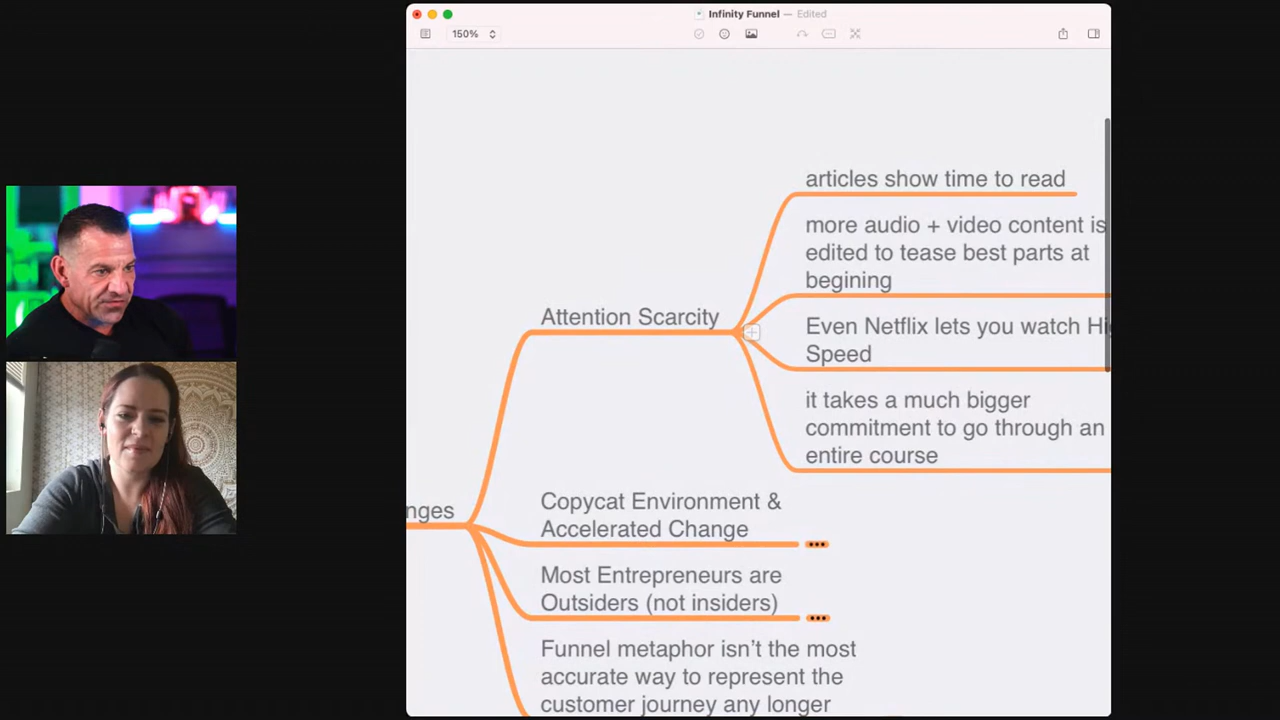 Infinity Funnel — Edited
150%
articles show time to read
more audio + video content is
edited to tease best parts at
begining
Even Netflix lets you watch
Speed
it takes a much bigger
commitment to go through an
entire course
Attention Scarcity
nges
Copycat Environment &
Accelerated Change
Most Entrepreneurs are
Outsiders (not insiders)
Funnel metaphor isn't the most
accurate way to represent the
customer journey any longer